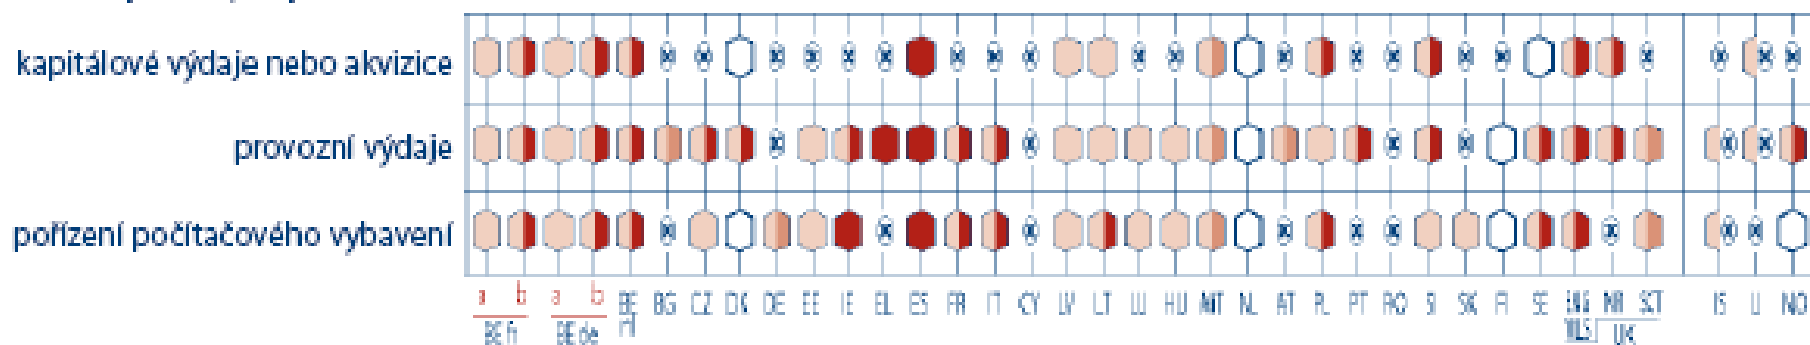 kapitálové výdaje nebo akvizice
provozní výdaje
pořízení počítačového vybavení
a b a b BE BG CZ DK DE EE IE EL ES FR IT CY LV LT LU HU MT NL AT PL PT RO SI SK FI SE ENG NIR SCT IS LI NO
BE fr BE de nl WLS UK